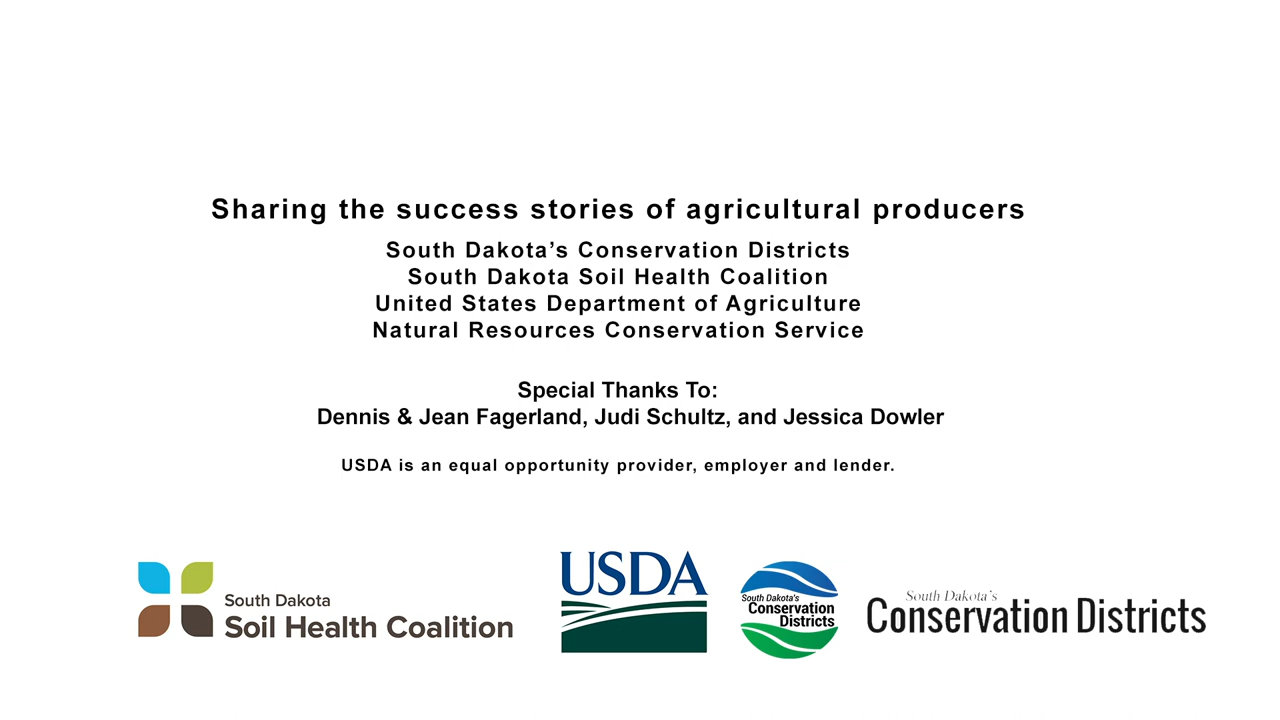 Sharing the success stories of agricultural producers
South Dakota’s Conservation Districts
South Dakota Soil Health Coalition
United States Department of Agriculture
Natural Resources Conservation Service
Special Thanks To:
Dennis & Jean Fagerland, Judi Schultz, and Jessica Dowler
USDA is an equal opportunity provider, employer and lender.
South Dakota
Soil Health Coalition
USDA
South Dakota's
Conservation
Districts
South Dakota's
Conservation Districts